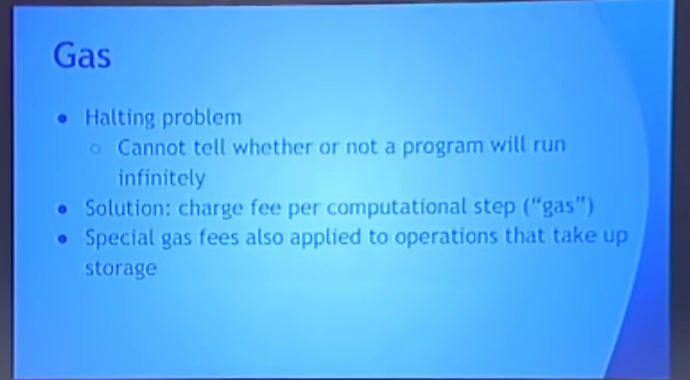 Gas
• Halting problem
○ Cannot tell whether or not a program will run
infinitely
• Solution: charge fee per computational step (“gas”)
• Special gas fees also applied to operations that take up
storage